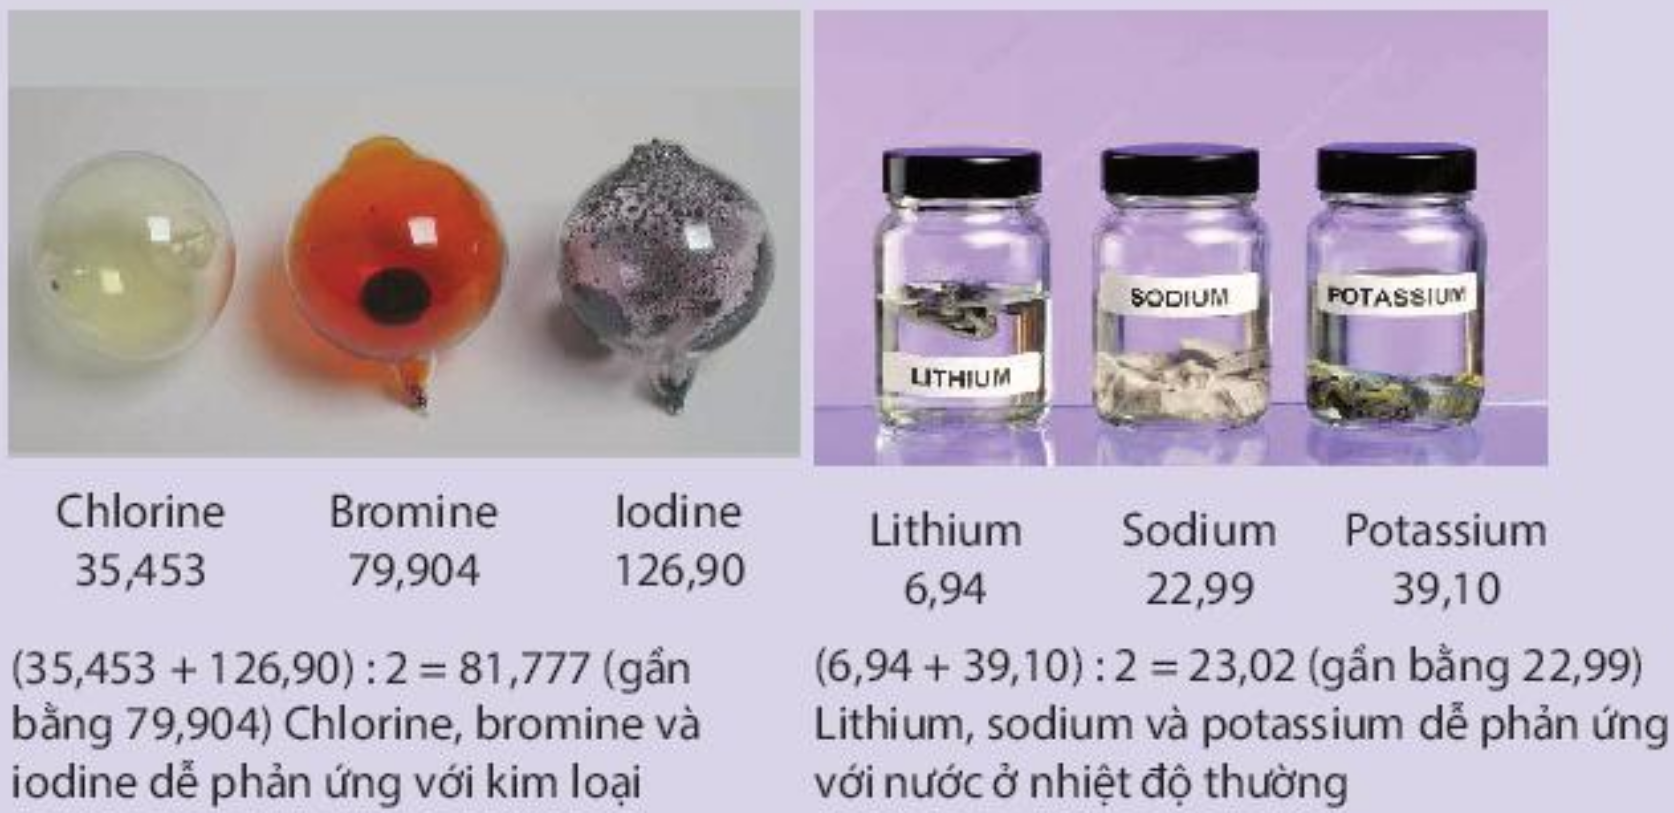 LITHIUM
SODIUM
POTASSIUM
Chlorine Bromine Iodine
35,453 79,904 126,90
(35,453 + 126,90) : 2 = 81,777 (gần
bằng 79,904) Chlorine, bromine và
iodine dễ phản ứng với kim loại
Lithium Sodium Potassium
6,94 22,99 39,10
(6,94 + 39,10) : 2 = 23,02 (gần bằng 22,99)
Lithium, sodium và potassium dễ phản ứng
với nước ở nhiệt độ thường